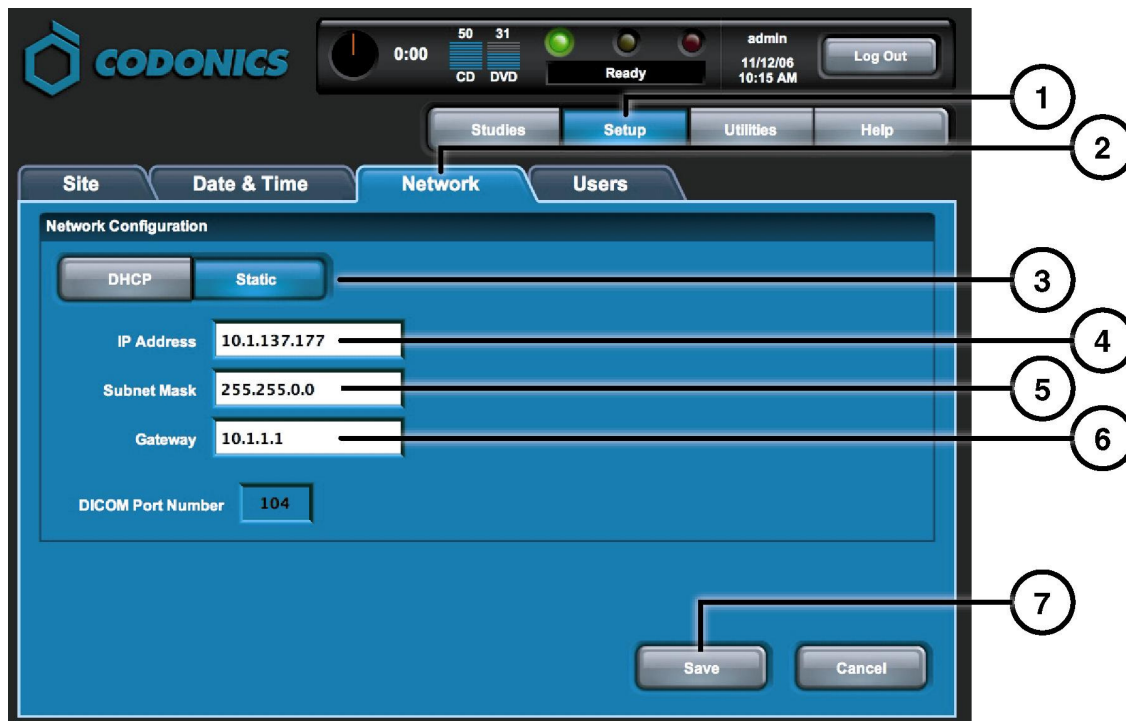 CODONICS
0:00
50 31
CD DVD
Ready
admin
11/12/06
10:15 AM
Log Out
1
Studies Setup Utilities Help
2
Site Date & Time Network Users
Network Configuration
DHCP Static
3
IP Address 10.1.137.177
4
Subnet Mask 255.255.0.0
5
Gateway 10.1.1.1
6
DICOM Port Number 104
7
Save Cancel